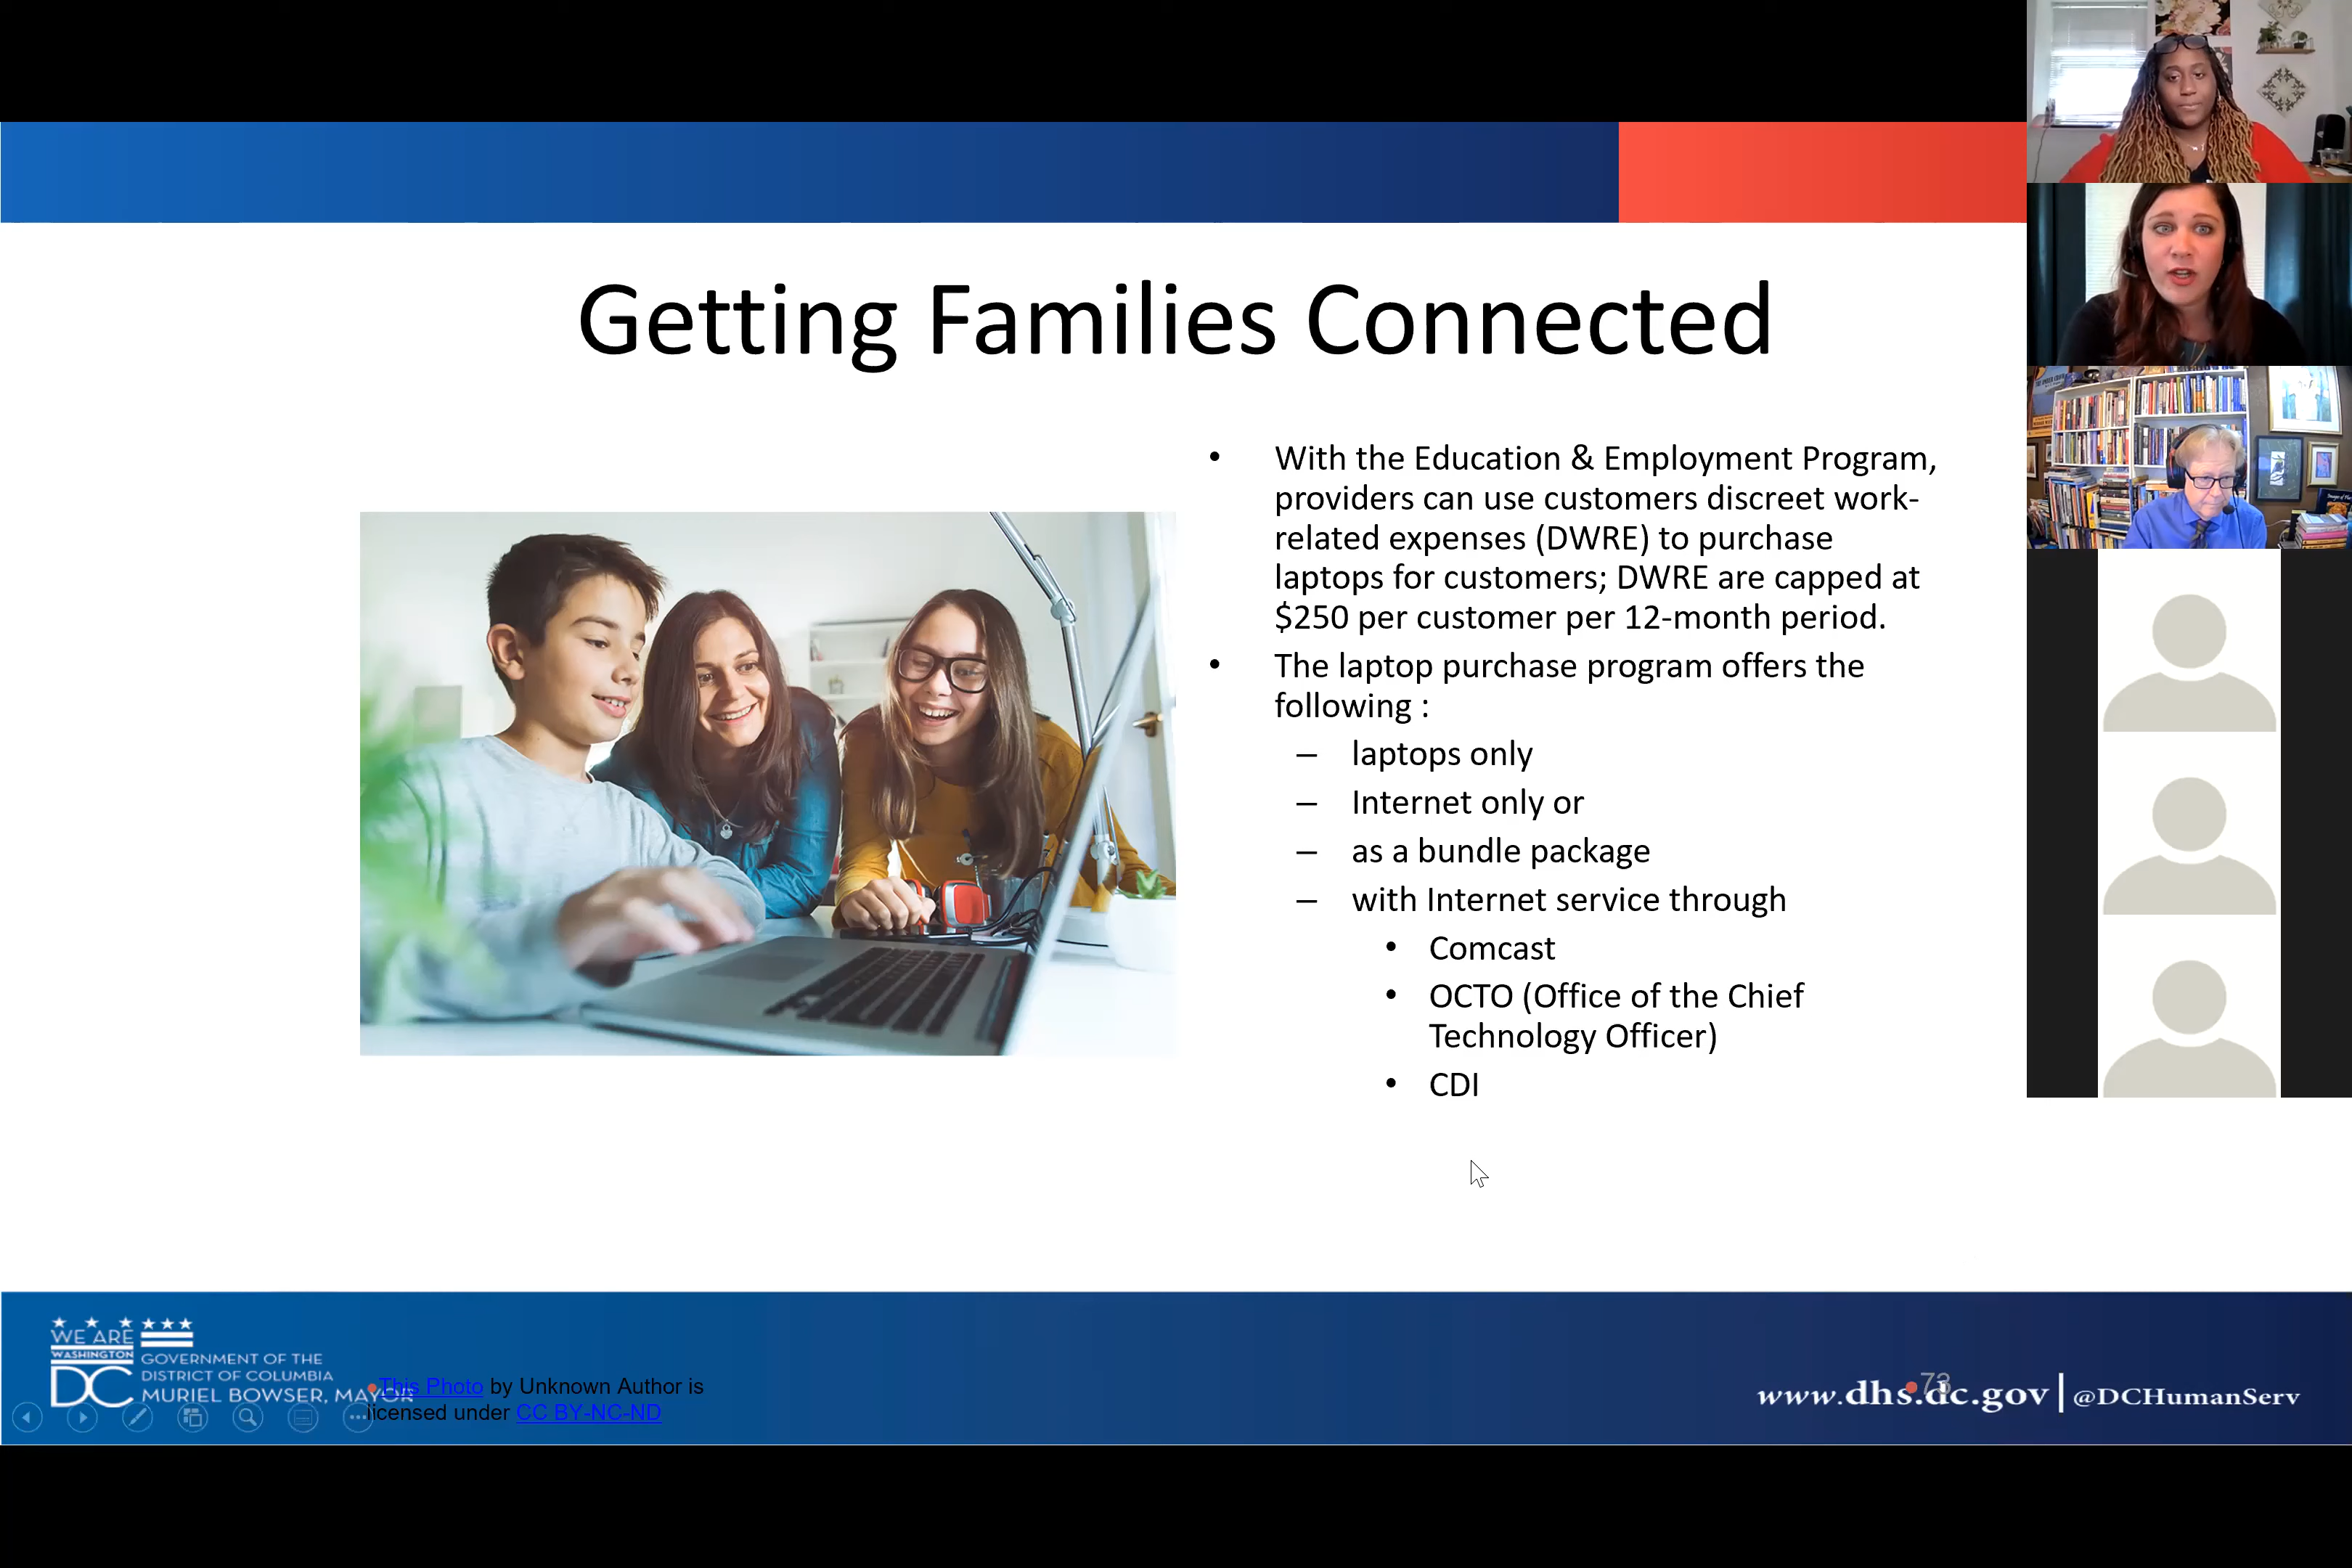 Getting Families Connected
• With the Education & Employment Program,
providers can use customers discreet work-
related expenses (DWRE) to purchase
laptops for customers; DWRE are capped at
$250 per customer per 12-month period.
• The laptop purchase program offers the
following :
– laptops only
– Internet only or
– as a bundle package
– with Internet service through
• Comcast
• OCTO (Office of the Chief
Technology Officer)
• CDI
WE ARE
WASHINGTON
DC
GOVERNMENT OF THE
DISTRICT OF COLUMBIA
MURIEL BOWSER, MAYOR
•This Photo by Unknown Author is
licensed under CC BY-NC-ND
www.dhs.dc.gov | @DCHumanServ
•73